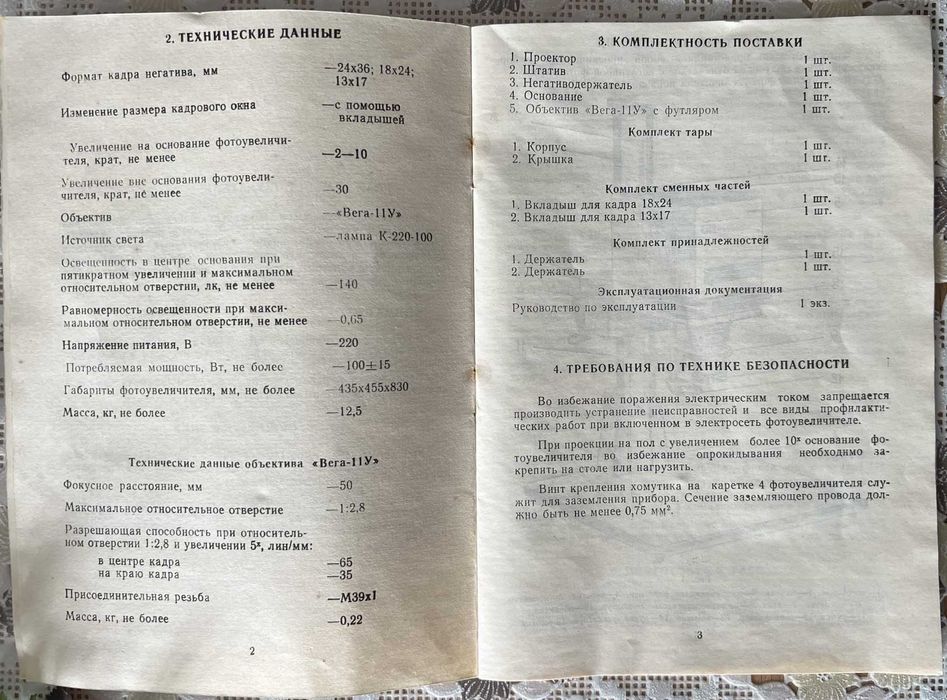 2. ТЕХНИЧЕСКИЕ ДАННЫЕ
Формат кадра негатива, мм —24х36; 18х24;
13х17
Изменение размера кадрового окна —с помощью
вкладышей
Увеличение на основание фотоувеличи-
теля, крат, не менее —2—10
Увеличение вне основания фотоувели-
чителя, крат, не менее —30
Объектив —«Вега-11У»
Источник света —лампа К-220-100
Освещенность в центре основания при
пятикратном увеличении и максимальном
относительном отверстии, лк, не менее —140
Равномерность освещенности при макси-
мальном относительном отверстии, не менее —0,65
Напряжение питания, В —220
Потребляемая мощность, Вт, не более —100±15
Габариты фотоувеличителя, мм, не более —435х455х830
Масса, кг, не более —12,5
Технические данные объектива «Вега-11У»
Фокусное расстояние, мм —50
Максимальное относительное отверстие —1:2,8
Разрешающая способность при относитель-
ном отверстии 1:2,8 и увеличении 5ˣ, лин/мм:
в центре кадра —65
на краю кадра —35
Присоединительная резьба —М39х1
Масса, кг, не более —0,22
2
3. КОМПЛЕКТНОСТЬ ПОСТАВКИ
1. Проектор 1 шт.
2. Штатив 1 шт.
3. Негативодержатель 1 шт.
4. Основание 1 шт.
5. Объектив «Вега-11У» с футляром 1 шт.
Комплект тары
1. Корпус 1 шт.
2. Крышка 1 шт.
Комплект сменных частей
1. Вкладыш для кадра 18х24 1 шт.
2. Вкладыш для кадра 13х17 1 шт.
Комплект принадлежностей
1. Держатель 1 шт.
2. Держатель 1 шт.
Эксплуатационная документация
Руководство по эксплуатации 1 экз.
4. ТРЕБОВАНИЯ ПО ТЕХНИКЕ БЕЗОПАСНОСТИ
Во избежание поражения электрическим током запрещается
производить устранение неисправностей и все виды профилакти-
ческих работ при включенном в электросеть фотоувеличителе.
При проекции на пол с увеличением более 10ˣ основание фо-
тоувеличителя во избежание опрокидывания необходимо за-
крепить на столе или нагрузить.
Винт крепления хомутика на каретке 4 фотоувеличителя слу-
жит для заземления прибора. Сечение заземляющего провода дол-
жно быть не менее 0,75 мм².
3